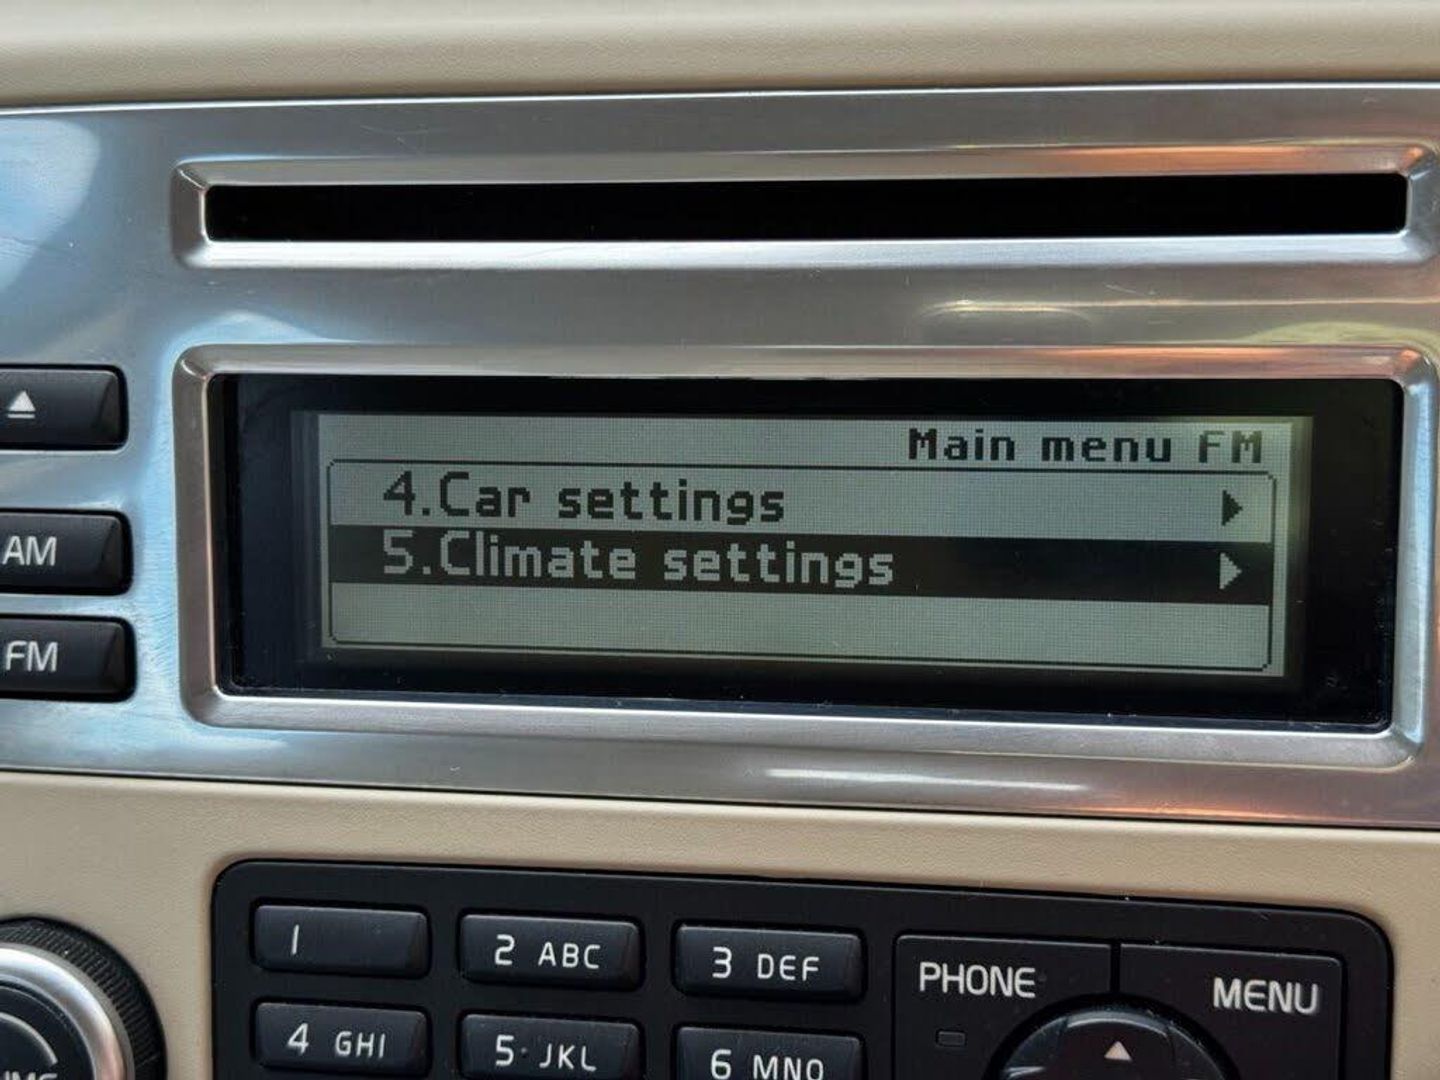 Main menu FM
4.Car settings
5.Climate settings
AM
FM
1
2 ABC
3 DEF
PHONE
MENU
4 GHI
5 JKL
6 MNO